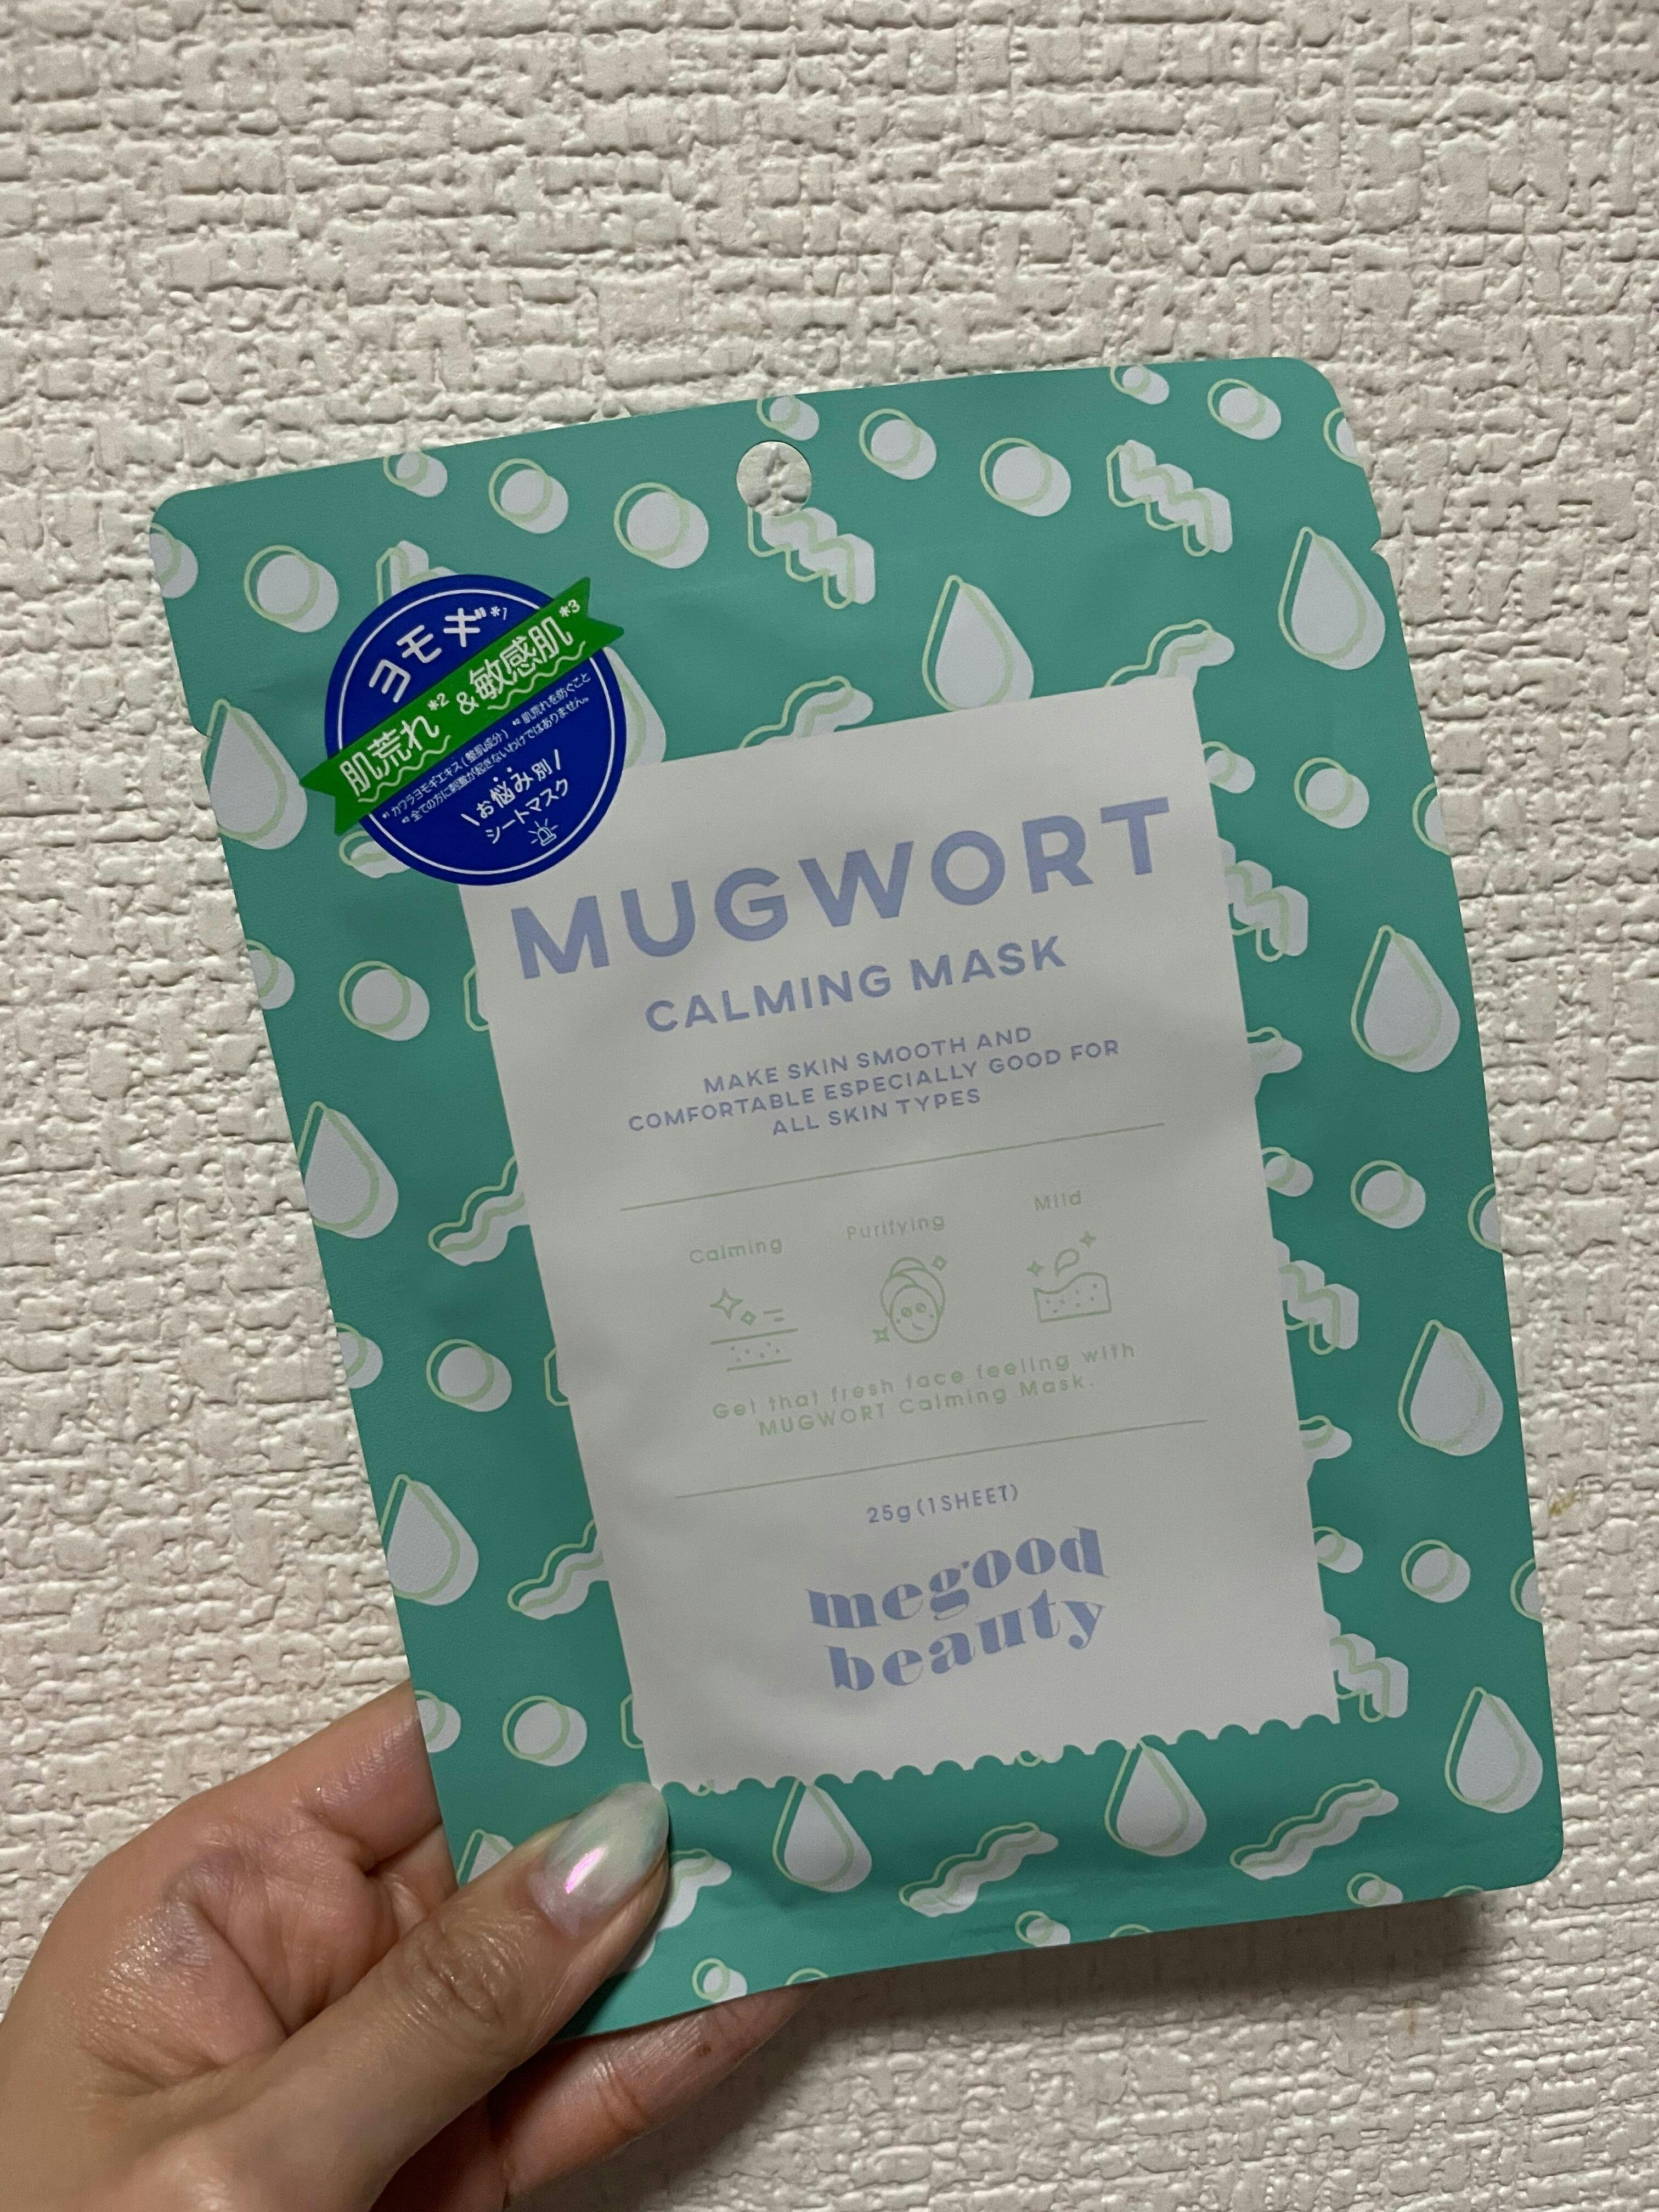 ヨモギ*1
肌荒れ*2 &敏感肌*3
*1 カワラヨモギエキス(整肌成分) *2 肌荒れを防ぐこと
*3 全ての方に刺激が起きないわけではありません。
\お悩み別/
シートマスク
MUGWORT
CALMING MASK
MAKE SKIN SMOOTH AND
COMFORTABLE ESPECIALLY GOOD FOR
ALL SKIN TYPES
Calming Purifying Mild
Get that fresh face feeling with
MUGWORT Calming Mask.
25g(1SHEET)
megood
beauty